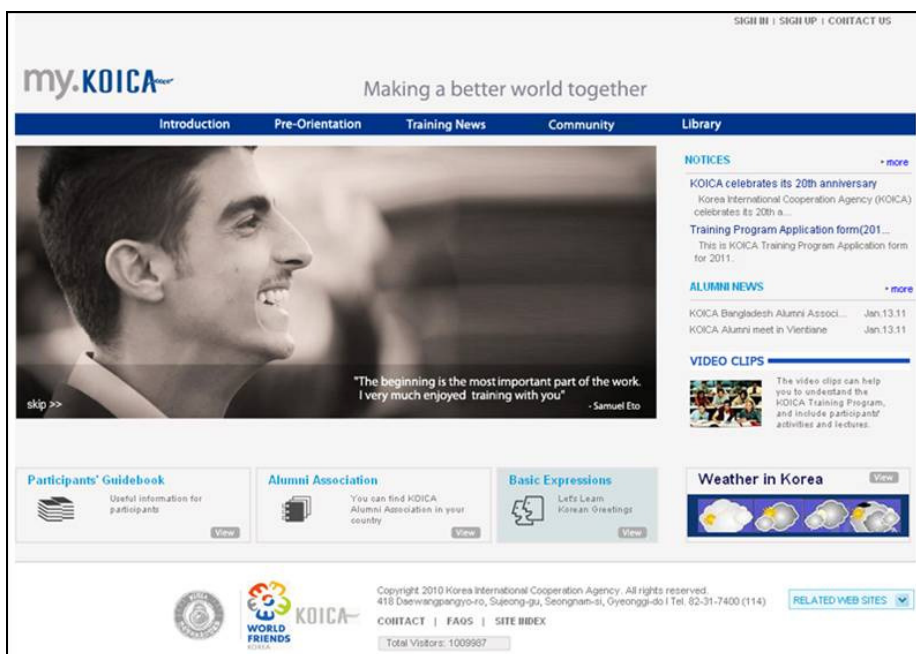 SIGN IN | SIGN UP | CONTACT US
my.KOICA
Making a better world together
Introduction Pre-Orientation Training News Community Library
"The beginning is the most important part of the work.
I very much enjoyed training with you"
- Samuel Eto
skip >>
NOTICES
• more
KOICA celebrates its 20th anniversary
Korea International Cooperation Agency (KOICA)
celebrates its 20th a...
Training Program Application form(201...
This is KOICA Training Program Application form
for 2011.
ALUMNI NEWS
• more
KOICA Bangladesh Alumni Associ... Jan.13.11
KOICA Alumni meet in Vientiane Jan.13.11
VIDEO CLIPS
The video clips can help
you to understand the
KOICA Training Program,
and include participants'
activities and lectures.
Participants' Guidebook
Useful information for
participants
View
Alumni Association
You can find KOICA
Alumni Association in your
country
View
Basic Expressions
Let's Learn
Korean Greetings
View
Weather in Korea
View
WORLD
FRIENDS
KOREA
KOICA
Copyright 2010 Korea International Cooperation Agency. All rights reserved.
418 Daewangpangyo-ro, Sujeong-gu, Seongnam-si, Gyeonggi-do I Tel. 82-31-7400 (114)
CONTACT | FAQS | SITE INDEX
Total Visitors: 1009987
RELATED WEB SITES